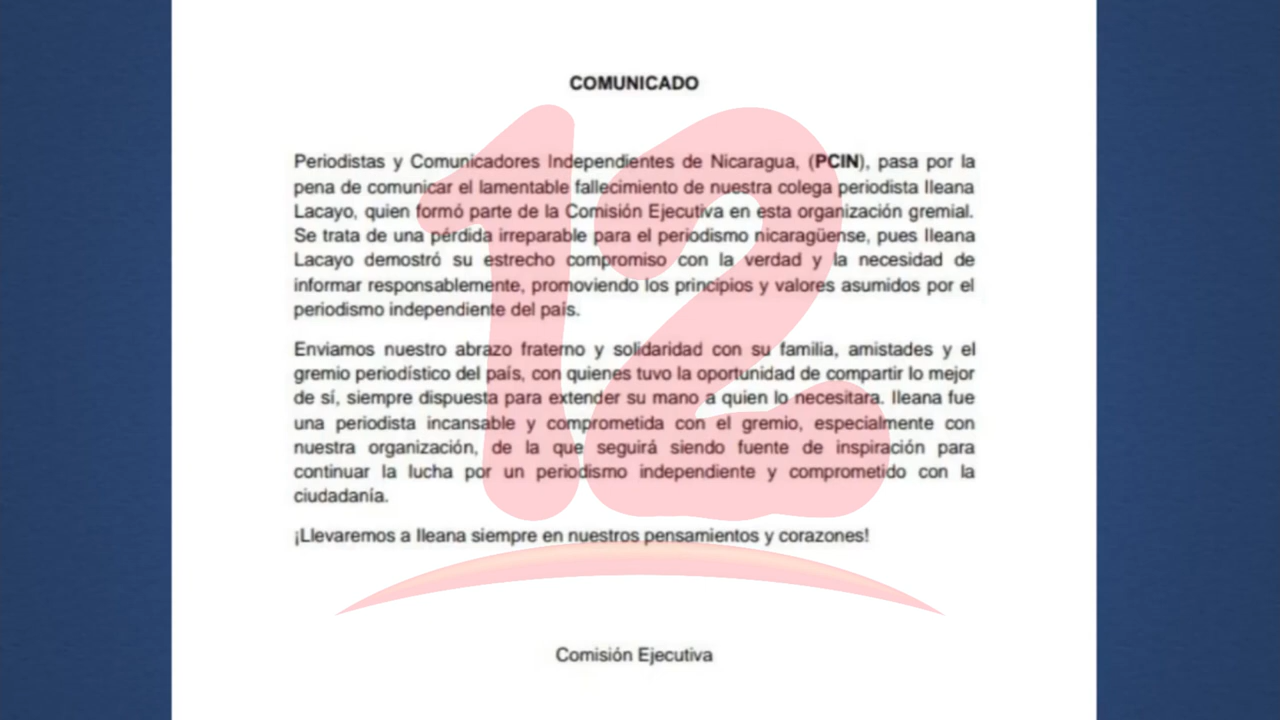 COMUNICADO
Periodistas y Comunicadores Independientes de Nicaragua, (PCIN), pasa por la
pena de comunicar el lamentable fallecimiento de nuestra colega periodista Ileana
Lacayo, quien formó parte de la Comisión Ejecutiva en esta organización gremial.
Se trata de una pérdida irreparable para el periodismo nicaragüense, pues Ileana
Lacayo demostró su estrecho compromiso con la verdad y la necesidad de
informar responsablemente, promoviendo los principios y valores asumidos por el
periodismo independiente del país.
Enviamos nuestro abrazo fraterno y solidaridad con su familia, amistades y el
gremio periodístico del país, con quienes tuvo la oportunidad de compartir lo mejor
de sí, siempre dispuesta para extender su mano a quien lo necesitara. Ileana fue
una periodista incansable y comprometida con el gremio, especialmente con
nuestra organización, de la que seguirá siendo fuente de inspiración para
continuar la lucha por un periodismo independiente y comprometido con la
ciudadanía.
¡Llevaremos a Ileana siempre en nuestros pensamientos y corazones!
Comisión Ejecutiva
12